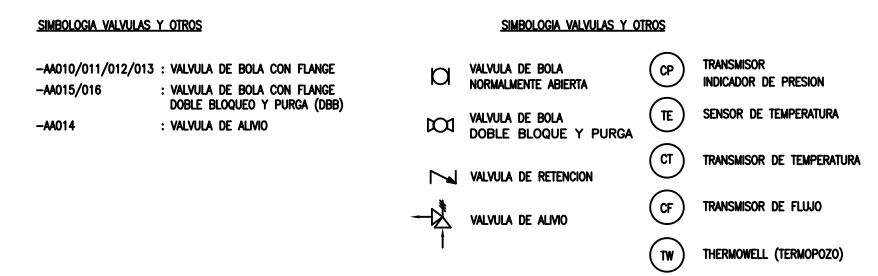 SIMBOLOGIA VALVULAS Y OTROS
-AA010/011/012/013 : VALVULA DE BOLA CON FLANGE
-AA015/016 : VALVULA DE BOLA CON FLANGE
DOBLE BLOQUEO Y PURGA (DBB)
-AA014 : VALVULA DE ALIVIO
SIMBOLOGIA VALVULAS Y OTROS
VALVULA DE BOLA
NORMALMENTE ABIERTA
VALVULA DE BOLA
DOBLE BLOQUE Y PURGA
VALVULA DE RETENCION
VALVULA DE ALIVIO
CP TRANSMISOR
INDICADOR DE PRESION
TE SENSOR DE TEMPERATURA
CT TRANSMISOR DE TEMPERATURA
CF TRANSMISOR DE FLUJO
TW THERMOWELL (TERMOPOZO)